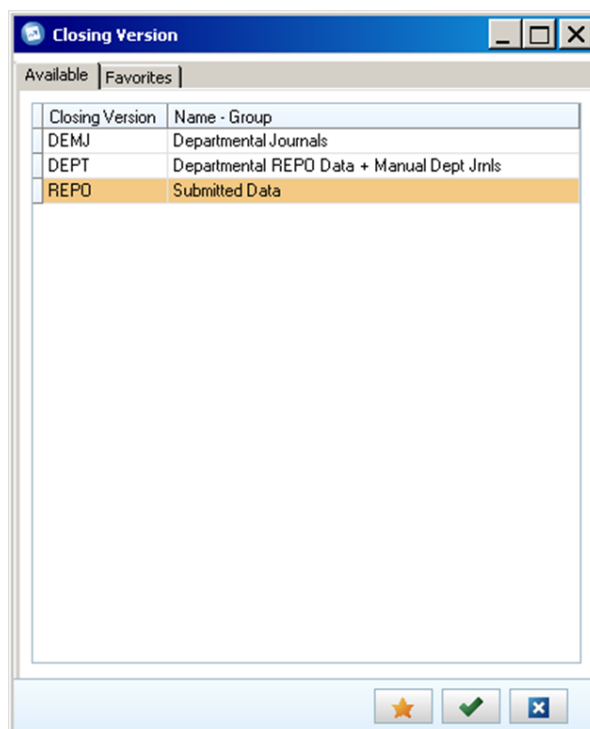 Closing Version
Available Favorites
Closing Version Name - Group
DEMJ Departmental Journals
DEPT Departmental REPO Data + Manual Dept Jrnls
REPO Submitted Data